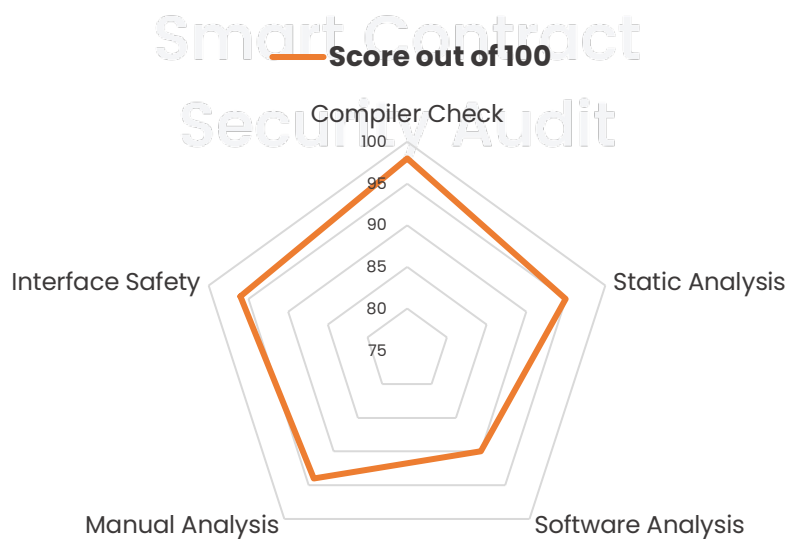 Smart Contract
Score out of 100
Security Audit
Compiler Check
100
95
90
85
80
75
Interface Safety
Static Analysis
Manual Analysis
Software Analysis